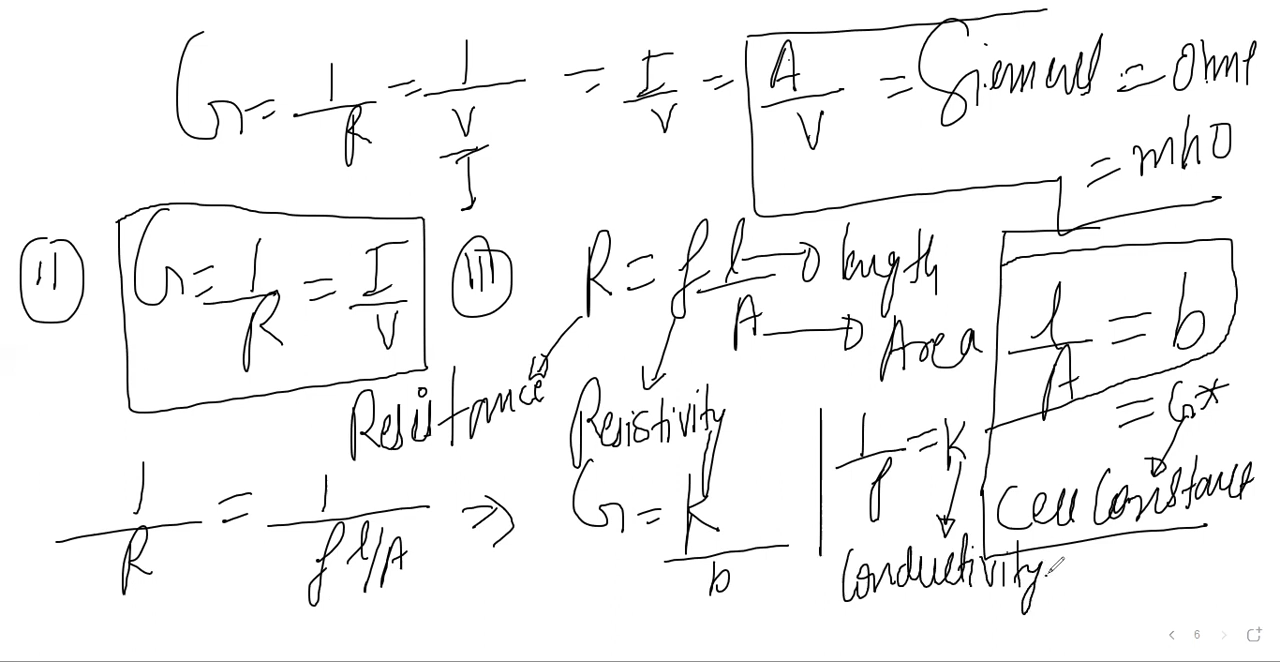 G = 1/R = 1/(V/I) = I/V = A/V = Siemens = ohm⁻¹
= mho
(II) G = 1/R = I/V
(III) R = ρ l/A → length
→ Area
Resistance
Resistivity
l/A = b
= G*
Cell Constant
1/R = 1/(ρ l/A) ⇒ G = K/b
1/ρ = K
Conductivity
< 6 >